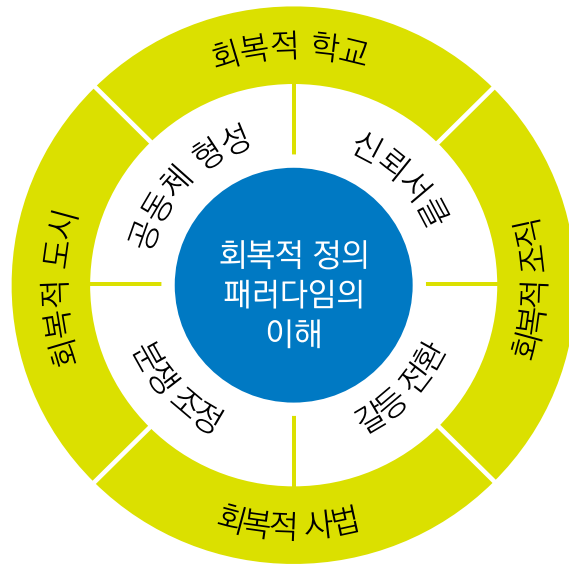 회복적 학교
공동체 형성
신뢰서클
회복적 도시
회복적 정의
패러다임의
이해
회복적 조직
분쟁 조정
갈등 전환
회복적 사법